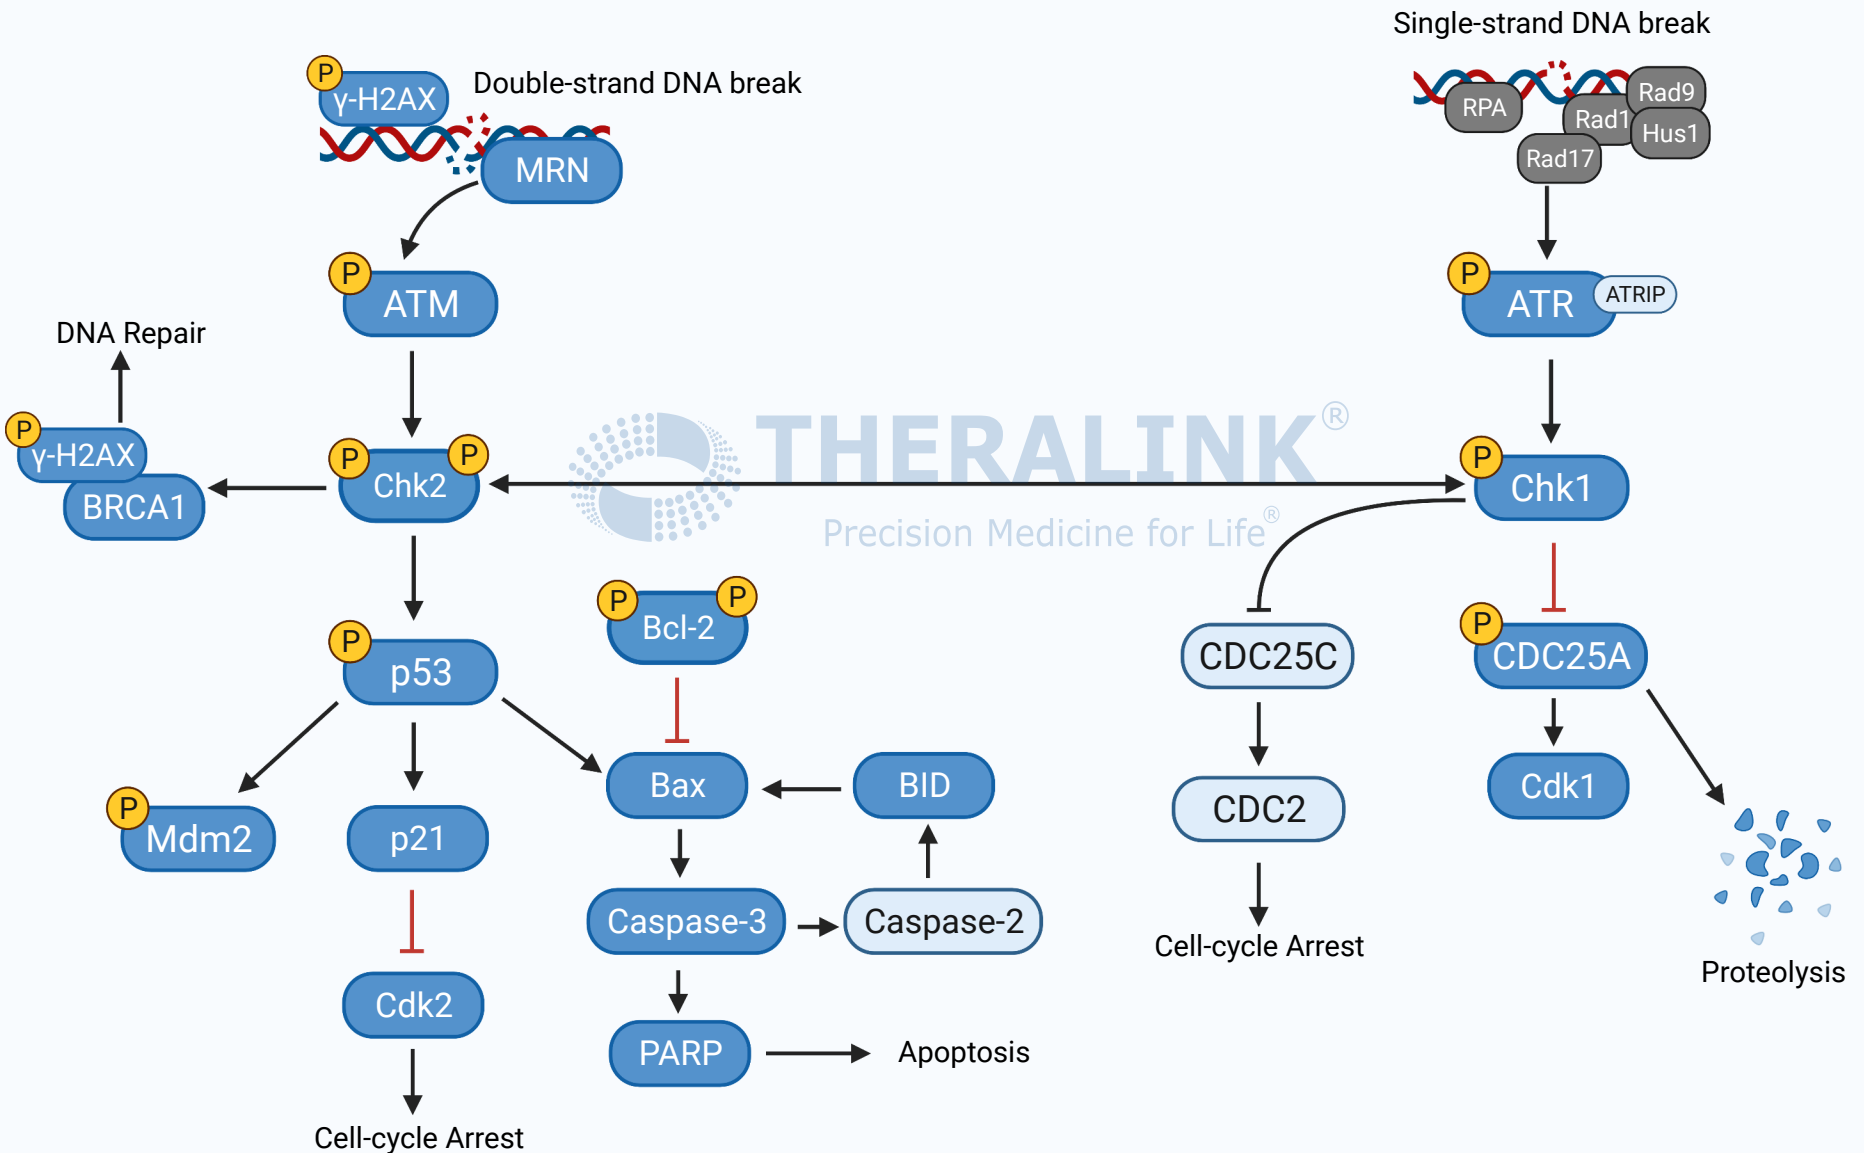 Single-strand DNA break
P
γ-H2AX
Double-strand DNA break
MRN
RPA
Rad9
Rad1
Hus1
Rad17
P
ATM
P
ATR
ATRIP
DNA Repair
P
γ-H2AX
BRCA1
P
P
Chk2
THERALINK®
Precision Medicine for Life®
P
Chk1
P
p53
P
P
Bcl-2
CDC25C
P
CDC25A
P
Mdm2
p21
Bax
BID
CDC2
Cdk1
Caspase-3
Caspase-2
Cell-cycle Arrest
Proteolysis
Cdk2
PARP
Apoptosis
Cell-cycle Arrest